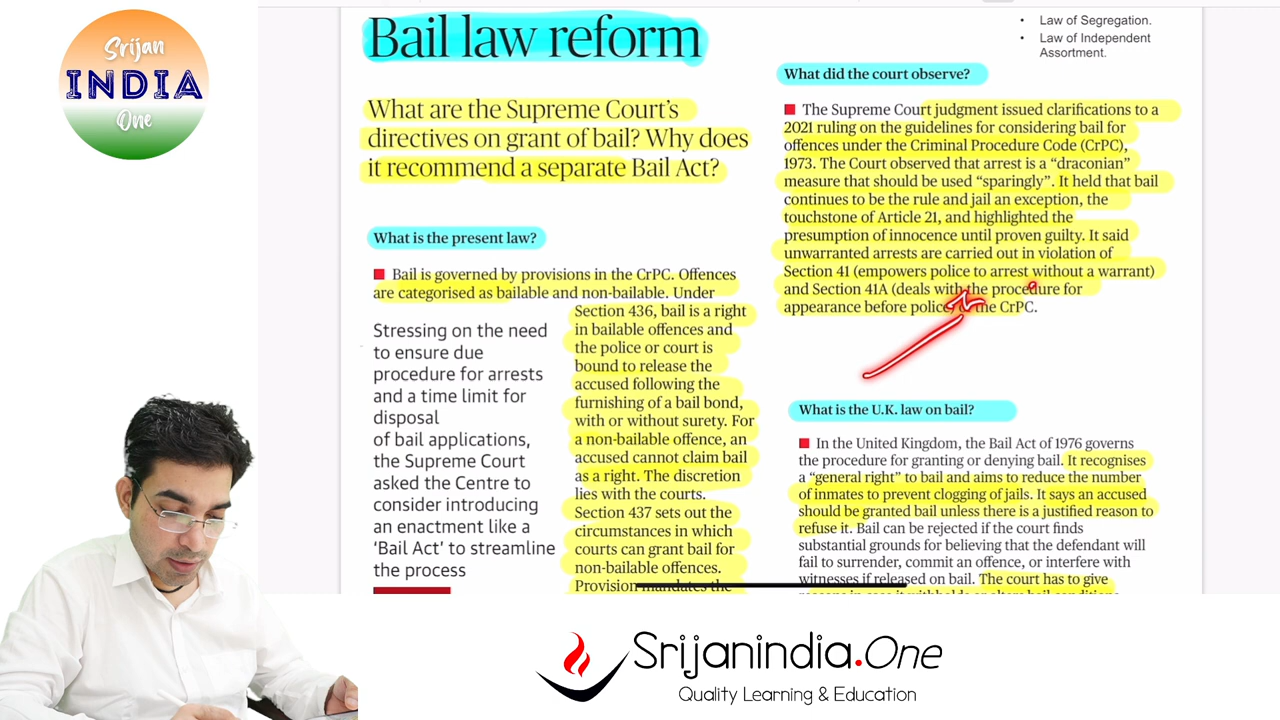 Srijan
INDIA
One
Bail law reform
What are the Supreme Court’s
directives on grant of bail? Why does
it recommend a separate Bail Act?
What is the present law?
Bail is governed by provisions in the CrPC. Offences
are categorised as bailable and non-bailable. Under
Section 436, bail is a right
in bailable offences and
the police or court is
bound to release the
accused following the
furnishing of a bail bond,
with or without surety. For
a non-bailable offence, an
accused cannot claim bail
as a right. The discretion
lies with the courts.
Section 437 sets out the
circumstances in which
courts can grant bail for
non-bailable offences.
Provision mandates the
Stressing on the need
to ensure due
procedure for arrests
and a time limit for
disposal
of bail applications,
the Supreme Court
asked the Centre to
consider introducing
an enactment like a
‘Bail Act’ to streamline
the process
• Law of Segregation.
• Law of Independent
Assortment.
What did the court observe?
The Supreme Court judgment issued clarifications to a
2021 ruling on the guidelines for considering bail for
offences under the Criminal Procedure Code (CrPC),
1973. The Court observed that arrest is a “draconian”
measure that should be used “sparingly”. It held that bail
continues to be the rule and jail an exception, the
touchstone of Article 21, and highlighted the
presumption of innocence until proven guilty. It said
unwarranted arrests are carried out in violation of
Section 41 (empowers police to arrest without a warrant)
and Section 41A (deals with the procedure for
appearance before police) the CrPC.
What is the U.K. law on bail?
In the United Kingdom, the Bail Act of 1976 governs
the procedure for granting or denying bail. It recognises
a “general right” to bail and aims to reduce the number
of inmates to prevent clogging of jails. It says an accused
should be granted bail unless there is a justified reason to
refuse it. Bail can be rejected if the court finds
substantial grounds for believing that the defendant will
fail to surrender, commit an offence, or interfere with
witnesses if released on bail. The court has to give
Srijanindia.One
Quality Learning & Education